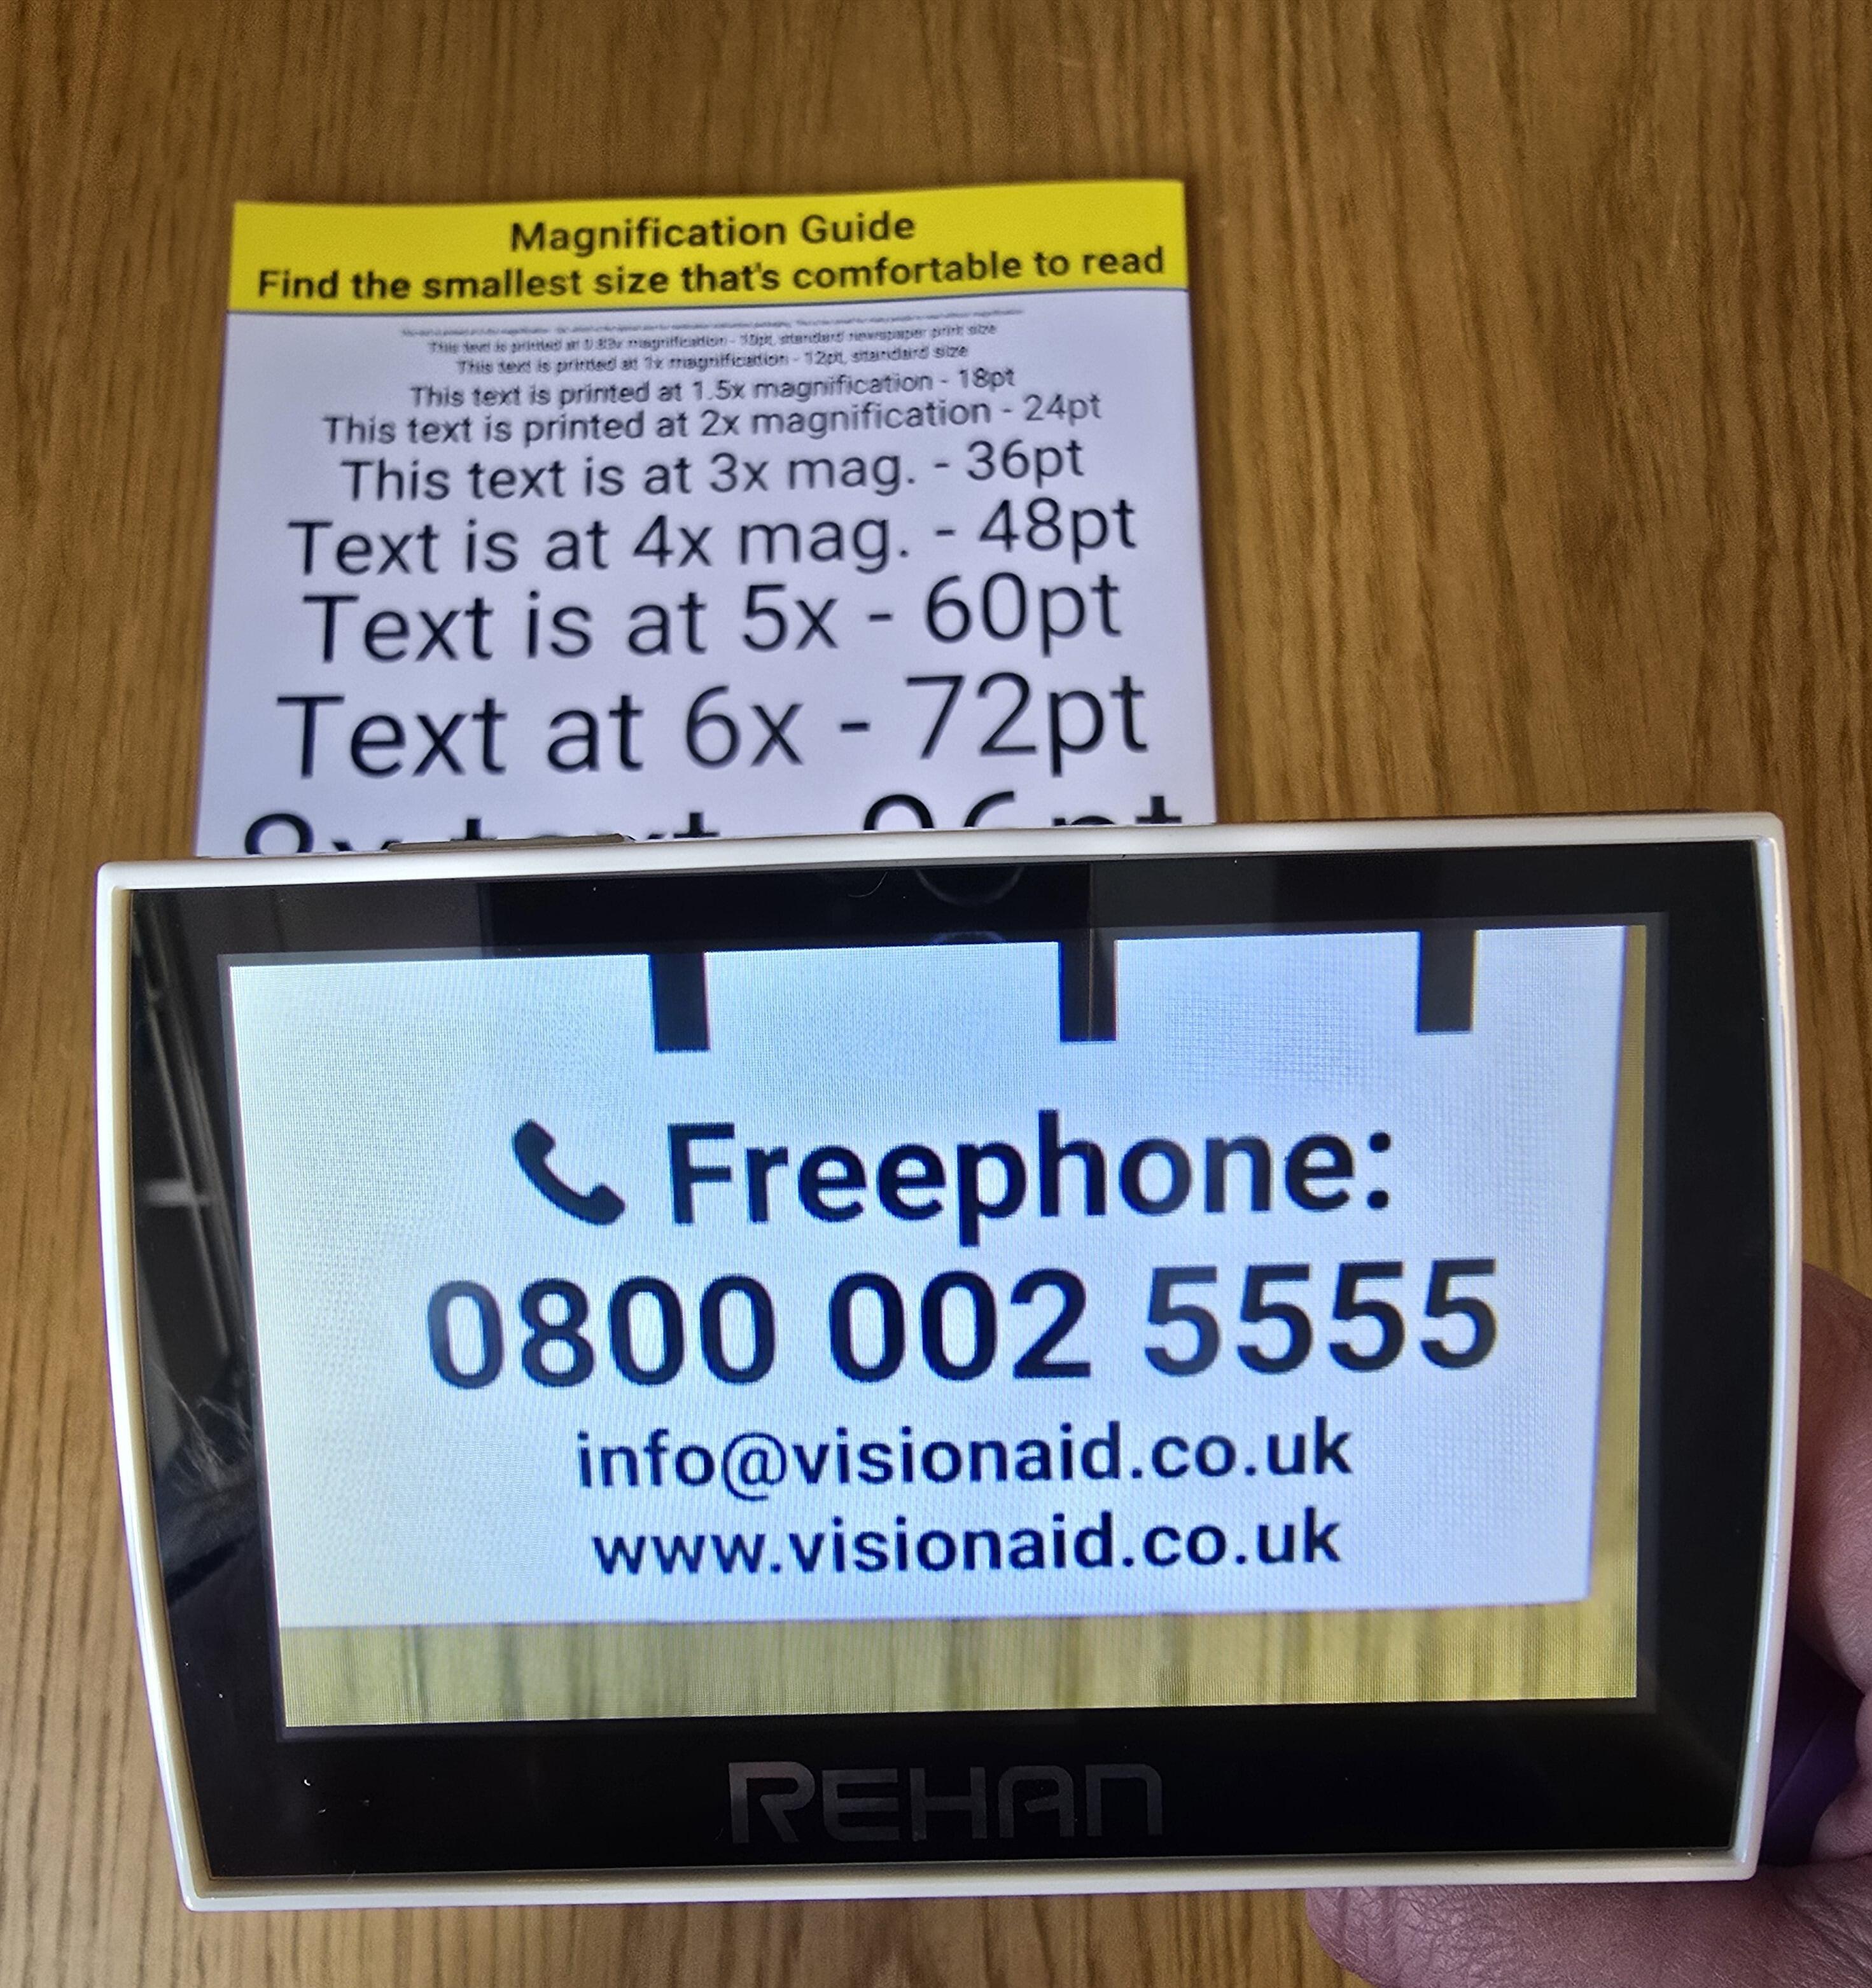 Magnification Guide
Find the smallest size that's comfortable to read
This text is printed at 0.83x magnification - 10pt, standard newspaper print size
This text is printed at 1x magnification - 12pt, standard size
This text is printed at 1.5x magnification - 18pt
This text is printed at 2x magnification - 24pt
This text is at 3x mag. - 36pt
Text is at 4x mag. - 48pt
Text is at 5x - 60pt
Text at 6x - 72pt
8x text - 96pt
Freephone:
0800 002 5555
info@visionaid.co.uk
www.visionaid.co.uk
REHAN